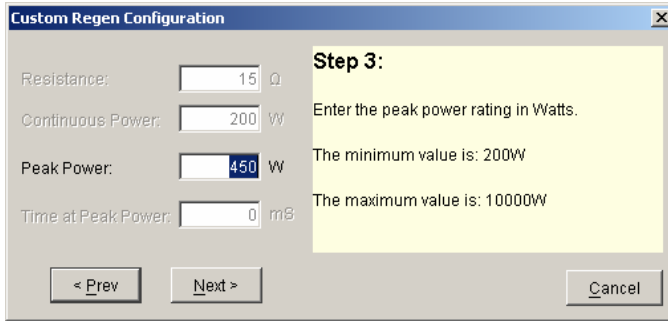 Custom Regen Configuration
Resistance: 15 Ω
Continuous Power: 200 W
Peak Power: 450 W
Time at Peak Power: 0 mS
Step 3:
Enter the peak power rating in Watts.
The minimum value is: 200W
The maximum value is: 10000W
< Prev
Next >
Cancel